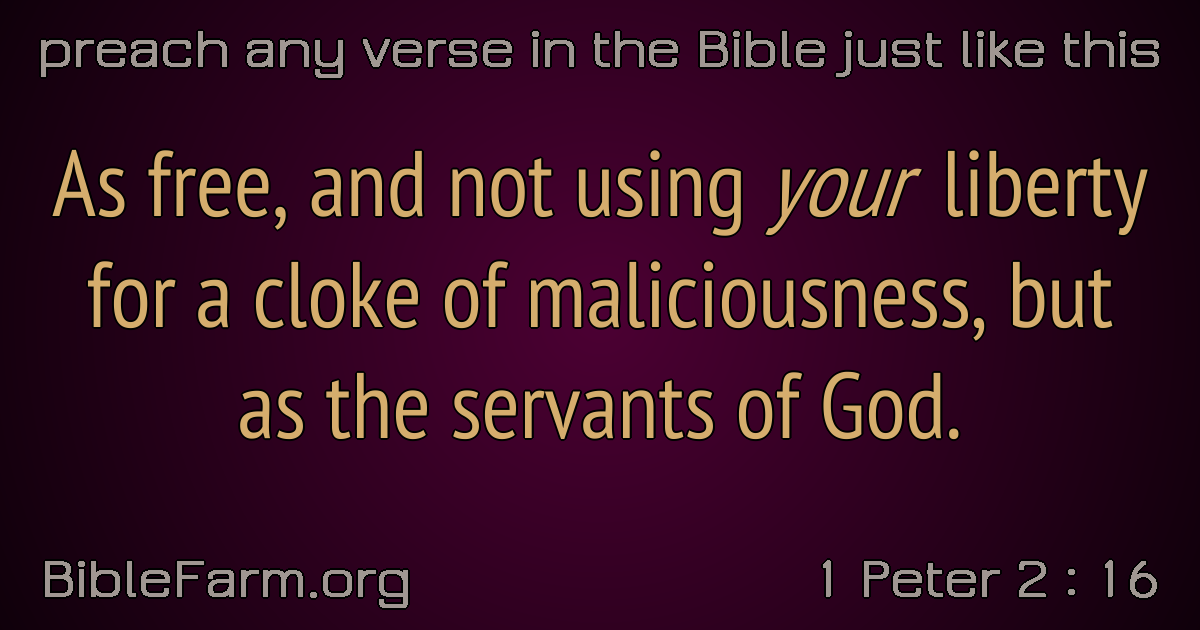 preach any verse in the Bible just like this
As free, and not using your liberty
for a cloke of maliciousness, but
as the servants of God.
BibleFarm.org
1 Peter 2 : 16